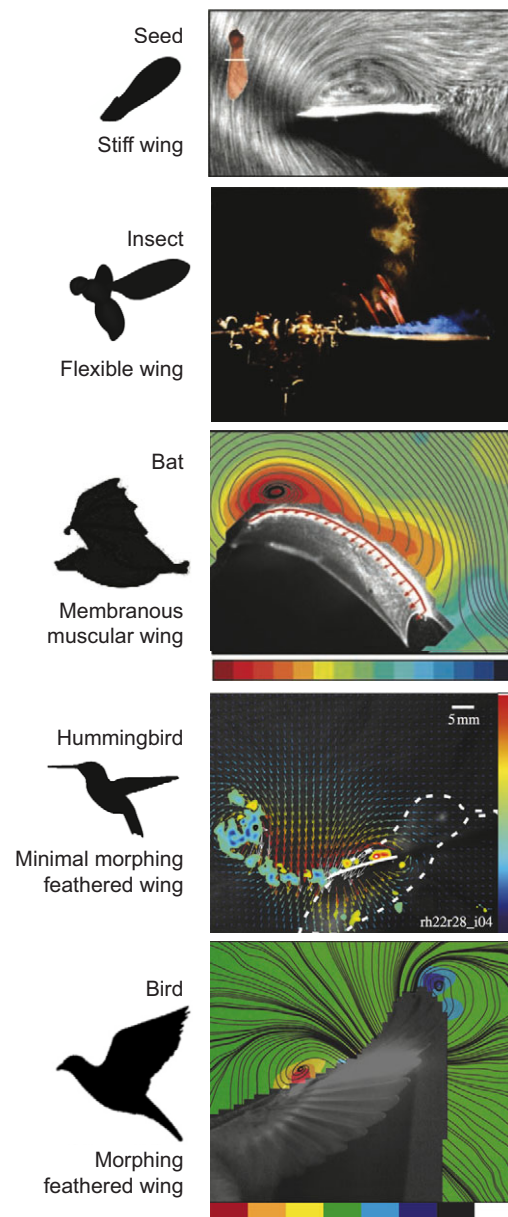 Seed
Stiff wing
Insect
Flexible wing
Bat
Membranous
muscular wing
Hummingbird
5 mm
Minimal morphing
feathered wing
rh22r28_i04
Bird
Morphing
feathered wing